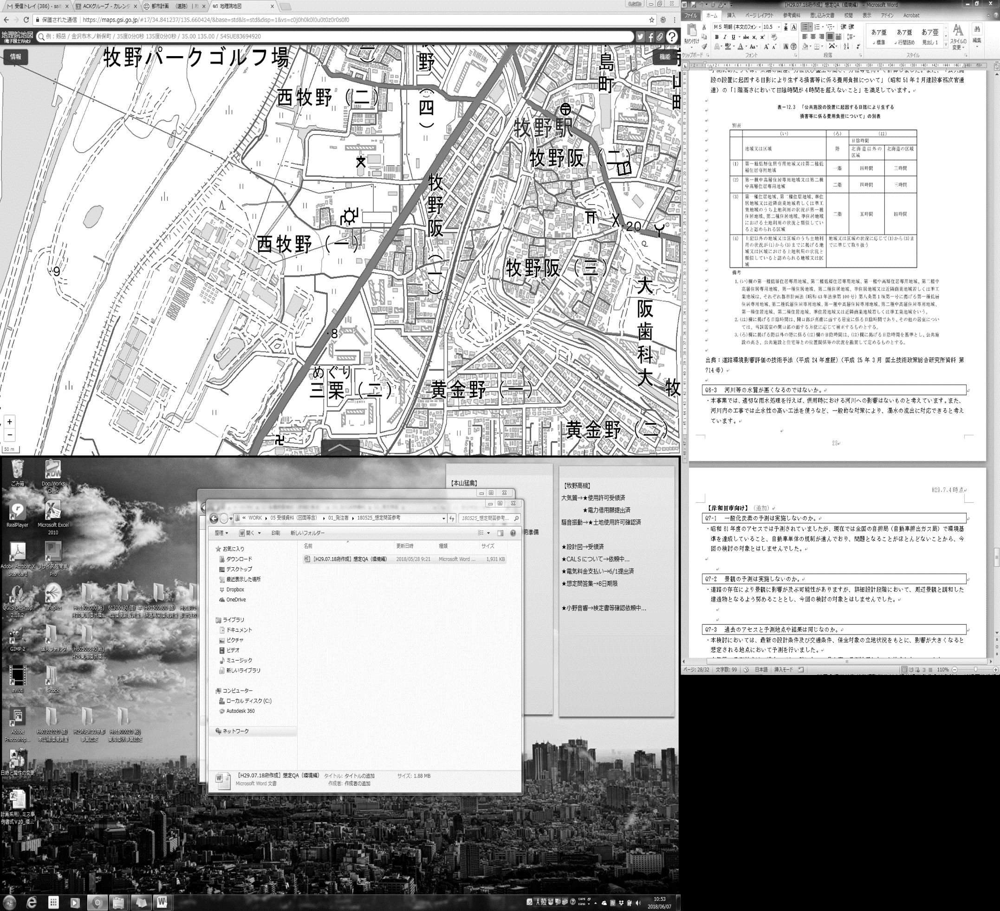 受信トレイ (386) - sait
ACKグループ - カレンダ
都市計画 （道路） | 枚
地理院地図
保護された通信 | https://maps.gsi.go.jp/#17/34.841237/135.660424/&base=std&ls=std&disp=1&vs=c0j0h0k0l0u0t0z0r0s0f0
地理院地図
(電子国土Web)
例：剱岳 / 金沢市木ノ新保町 / 35度0分0秒 135度0分0秒 / 35.00 135.00 / 54SUE83694920
情報
機能
牧野パークゴルフ場
西牧野（二）
野（四）
島町
牧野駅
牧野阪（二）
牧野阪（一）
20
西牧野（一）
牧野阪（三）
9
大阪歯科大
8
めぐり
三栗（二）
黄金野（一）
牧
黄金野（二）
50 m
[H29.07.18府作成] 想定QA（環境編） - Microsoft Word
ファイル ホーム 挿入 ページ レイアウト 参考資料 差し込み文書 校閲 表示 アドイン Acrobat
貼り付け
ＭＳ 明朝 (本文のフォン 10.5
あア亜 あア亜 あア亜
標準 行間詰め 見出し 1
スタイルの変更
編集
クリップボード フォント 段落 スタイル
設の設置に起因する日影により生ずる損害等に係る費用負担について」（昭和 51 年 2 月建設事務次官通
達）の「1 階高さにおいて日陰時間が 4 時間を超えないこと」を満足しています。
表－12.3 「公共施設の設置に起因する日陰により生ずる
損害等に係る費用負担について」の別表
別表
（い） （ろ） （は）
地域又は区域 階 日陰時間
北海道以外の区域 北海道の区域
(1) 第一種低層住居専用地域又は第二種低層住居専用地域 一階 四時間 三時間
(2) 第一種中高層住居専用地域又は第二種中高層住居専用地域 二階 四時間 三時間
(3) 第一種住居地域、第二種住居地域、準住居地域又は近隣商業地域若しくは準工業地域のうち土地利用の状況が第一種住居地域、第二種住居地域、準住居地域における土地利用の状況と類似していると認められる区域 二階 五時間 四時間
(4) 上記以外の地域又は区域のうち土地利用の状況が(1)から(3)までに掲げる地域又は区域における土地利用の状況と類似していると認められる地域又は区域 地域又は区域の状況に応じて(1)から(3)までに準じて取り扱う
備考
1.(い)欄の第一種低層住居専用地域、第二種低層住居専用地域、第一種中高層住居専用地域、第二種中
高層住居専用地域、第一種住居地域、第二種住居地域、準住居地域又は近隣商業地域若しくは準工
業地域は、それぞれ都市計画法（昭和 43 年法律第 100 号）第八条第 1 項第一号に掲げる第一種低層
住居専用地域、第二種低層住居専用地域、第一種中高層住居専用地域、第二種中高層住居専用地域、
第一種住居地域、第二種住居地域、準住居地域又は近隣商業地域若しくは準工業地域をいう。
2.(は)欄に掲げる日陰時間は、開口部が真南に面する居室に係る日陰時間であり、その他の居室につい
ては、当該居室の開口部の面する方位に応じて補正するものとする。
3.(ろ)欄に掲げる階以外の階に係る(は)欄の日陰時間は、(は)欄に掲げる日陰時間を基準とし、公共施
設の高さ、公共施設と住宅等との位置関係等の状況を勘案して定めるものとする。
出典：道路環境影響評価の技術手法（平成 24 年度版）（平成 25 年 3 月 国土技術政策総合研究所資料 第
714 号）
Q6-3 河川等の水質が悪くなるのではないか。
・本事業では、適切な雨水処理を行えば、供用時における河川への影響はないものと考えています。また、
河川内の工事では止水性の高い工法を使うなど、一般的な対策により、濁水の流出に対応できると考え
ています。
28
H29.7.4 時点
【岸和田市向け】（追加）
Q7-1 一酸化炭素の予測は実施しないのか。
・昭和 61 年度のアセスでは予測されていましたが、現在では全国の自排局（自動車排出ガス局）で環境基
準を達成していること、自動車単体の規制が進んでおり、問題となることがほとんどないことから、今
回の検討の対象とはしませんでした。
Q7-2 景観の予測は実施しないのか。
・道路の存在により景観に影響が及ぶ可能性がありますが、詳細設計段階において、周辺景観と調和した
建造物となるよう努めることとし、今回の検討の対象とはしませんでした。
Q7-3 過去のアセスと予測地点や結果は同じなのか。
・本検討においては、最新の設計条件及び交通条件、保全対象の立地状況をもとに、影響が大きくなると
想定される地点において予測を行いました。
ページ: 28/32 文字数: 99 日本語 挿入モード 110%
ごみ箱
DocuWorks Desk
RealPlayer
Microsoft Excel 2010
Adobe Acrobat X Standard
リサイズ超簡単! Pro
QGIS Desktop 2.18.2
Lhaplus
GIMP 2
個人フォルダ
aviutl
Stock
Adobe Photoshop...
H29NEXCO京都 事業認定
日時と属性の変更
【本山猛禽】
明準備
【牧野高槻】
大気質→★使用許可受領済
★電力借用願提出済
騒音振動→★土地使用許可確認済
★設計図→受領済
★CALSについて→依頼中…
★電気料金支払い→6/1提出済
★想定問答集→8日期限
★小野音響→検定書等確認依頼中…
« WORK ▸ 05 受領資料（図面等含） ▸ 01_発注者 ▸ 180525_想定問答参考
180525_想定問答参考...
整理 開く 印刷 新しいフォルダー
お気に入り
ダウンロード
デスクトップ
最近表示した場所
Dropbox
OneDrive
ライブラリ
ドキュメント
ピクチャ
ビデオ
ミュージック
新しいライブラリ
コンピューター
ローカル ディスク (C:)
Autodesk 360
ネットワーク
名前 更新日時 種類 サイズ
[H29.07.18府作成] 想定QA（環境編） 2018/05/28 9:21 Microsoft Word ... 1,931 KB
[H29.07.18府作成] 想定QA（環境編） タイトル: タイトルの追加 サイズ: 1.88 MB
Microsoft Word 文書 作成者: 作成者の追加
A 般
CAPS
KANA
10:53
2018/06/07